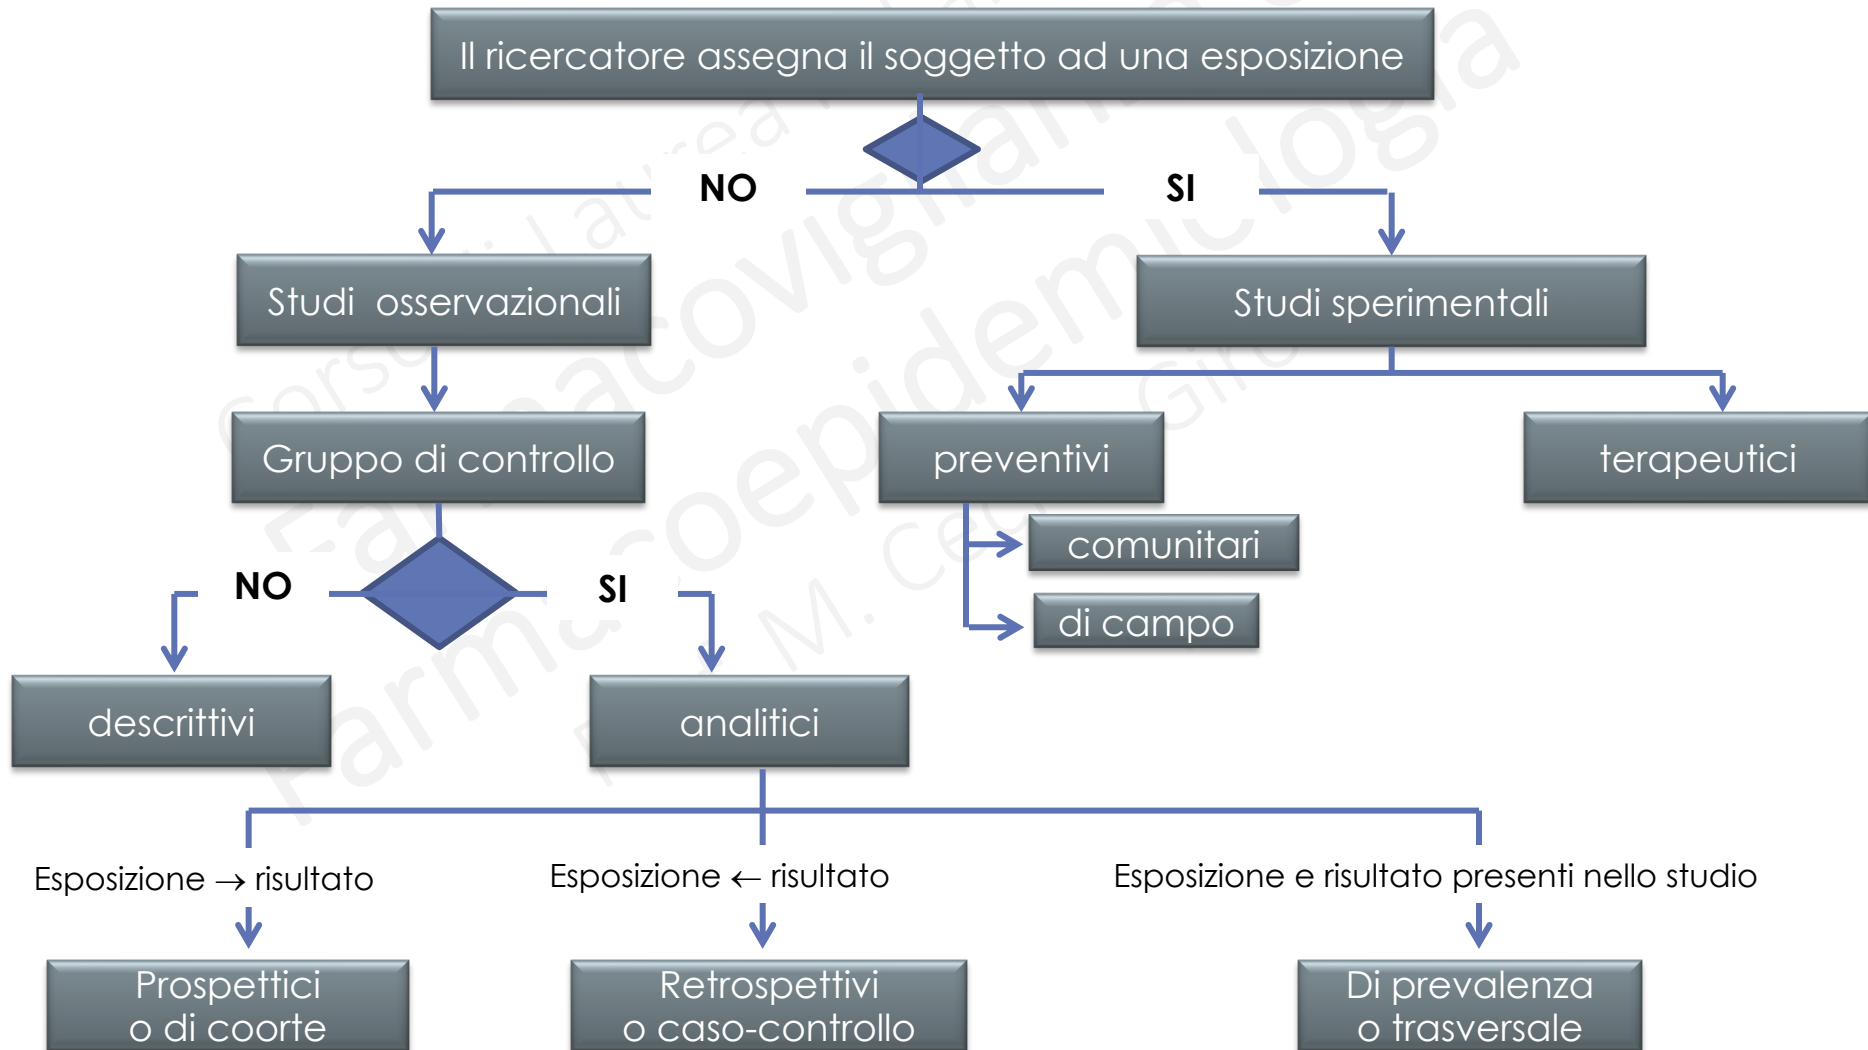 Il ricercatore assegna il soggetto ad una esposizione
NO
SI
Studi osservazionali
Studi sperimentali
Gruppo di controllo
preventivi
terapeutici
comunitari
di campo
NO
SI
descrittivi
analitici
Esposizione → risultato
Esposizione ← risultato
Esposizione e risultato presenti nello studio
Prospettici
o di coorte
Retrospettivi
o caso-controllo
Di prevalenza
o trasversale
Farmacoepidemiologia